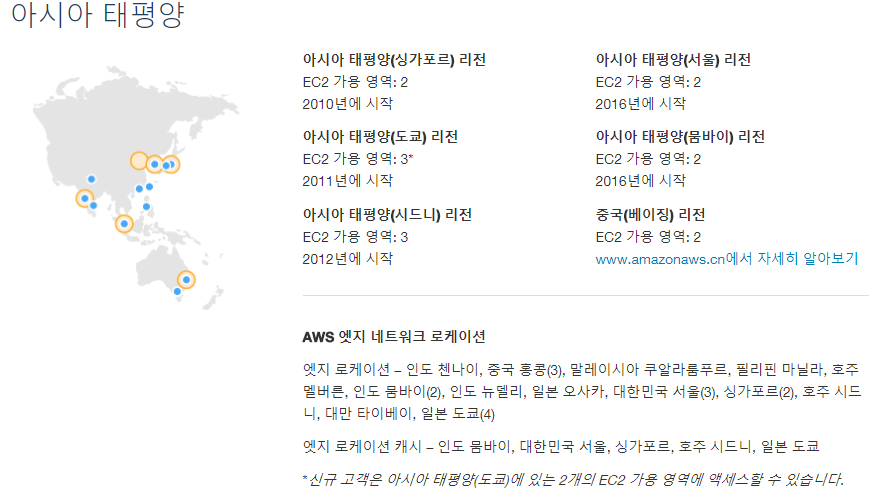 아시아 태평양
아시아 태평양(싱가포르) 리전
EC2 가용 영역: 2
2010년에 시작
아시아 태평양(서울) 리전
EC2 가용 영역: 2
2016년에 시작
아시아 태평양(도쿄) 리전
EC2 가용 영역: 3*
2011년에 시작
아시아 태평양(뭄바이) 리전
EC2 가용 영역: 2
2016년에 시작
아시아 태평양(시드니) 리전
EC2 가용 영역: 3
2012년에 시작
중국(베이징) 리전
EC2 가용 영역: 2
www.amazonaws.cn에서 자세히 알아보기
AWS 엣지 네트워크 로케이션
엣지 로케이션 – 인도 첸나이, 중국 홍콩(3), 말레이시아 쿠알라룸푸르, 필리핀 마닐라, 호주
멜버른, 인도 뭄바이(2), 인도 뉴델리, 일본 오사카, 대한민국 서울(3), 싱가포르(2), 호주 시드
니, 대만 타이베이, 일본 도쿄(4)
엣지 로케이션 캐시 – 인도 뭄바이, 대한민국 서울, 싱가포르, 호주 시드니, 일본 도쿄
*신규 고객은 아시아 태평양(도쿄)에 있는 2개의 EC2 가용 영역에 액세스할 수 있습니다.